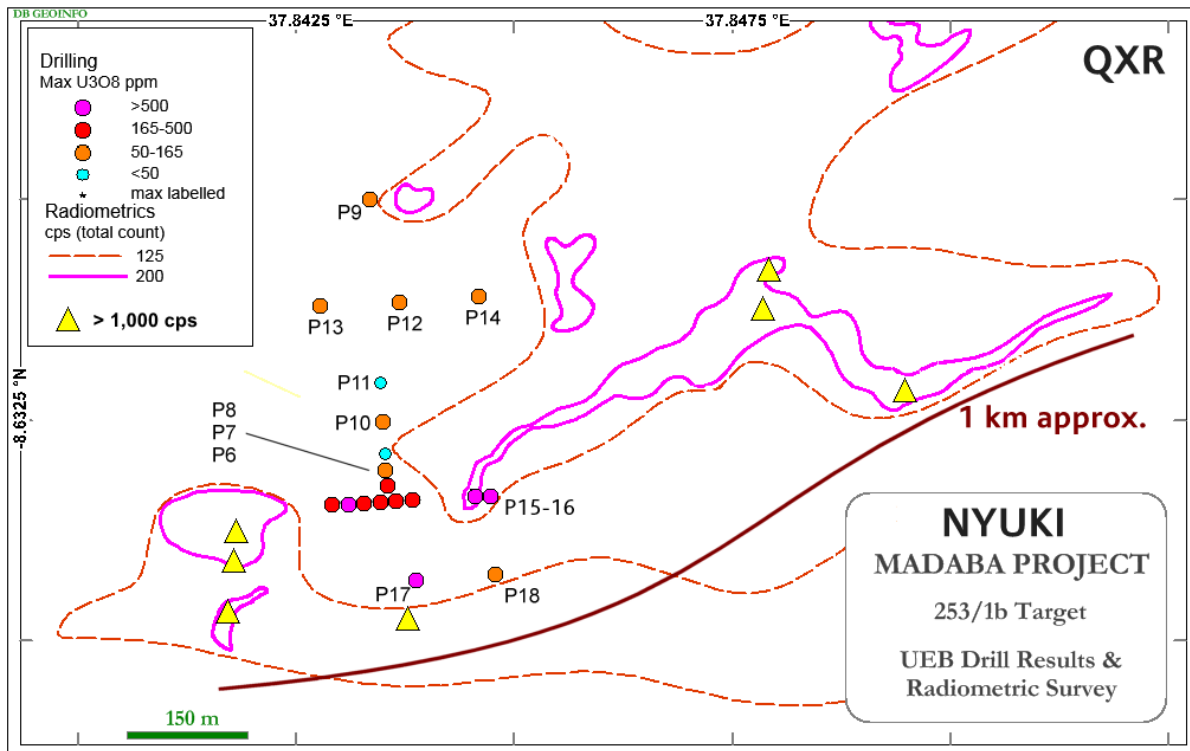 DB GEOINFO
37.8425 °E
37.8475 °E
QXR
Drilling
Max U3O8 ppm
>500
165-500
50-165
<50
* max labelled
Radiometrics
cps (total count)
125
200
> 1,000 cps
P9
P13
P12
P14
P11
-8.6325 °N
P10
P8
P7
P6
1 km approx.
P15-16
P17
P18
NYUKI
MADABA PROJECT
253/1b Target
UEB Drill Results &
Radiometric Survey
150 m